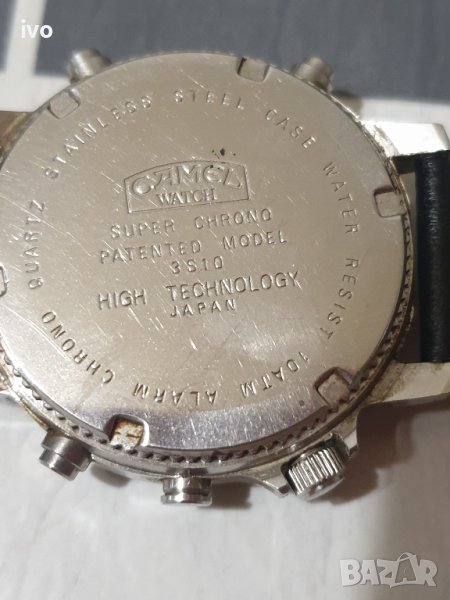 ivo
CAMEL
WATCH
SUPER CHRONO
PATENTED MODEL
3S10
HIGH TECHNOLOGY
JAPAN
STAINLESS STEEL CASE WATER RESIST 10ATM ALARM CHRONO QUARTZ
BAZAR